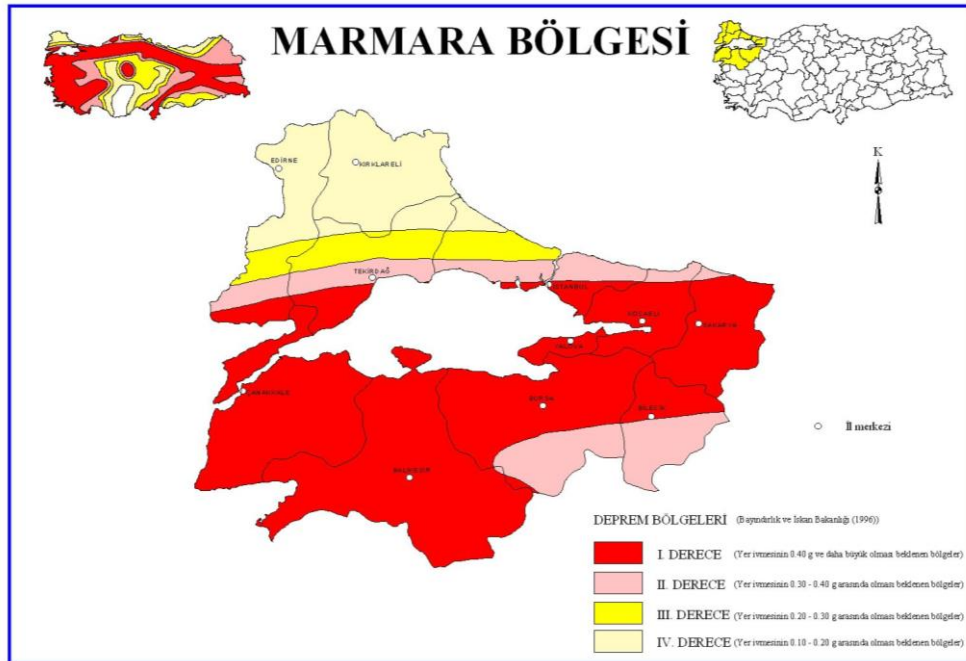 MARMARA BÖLGESİ
K
EDİRNE
KIRKLARELİ
TEKİRDAĞ
İSTANBUL
KOCAELİ
SAKARYA
YALOVA
ÇANAKKALE
BURSA
BİLECİK
BALIKESİR
İl merkezi
DEPREM BÖLGELERİ (Bayındırlık ve İskan Bakanlığı (1996))
I. DERECE (Yer ivmesinin 0.40 g ve daha büyük olması beklenen bölgeler)
II. DERECE (Yer ivmesinin 0.30 - 0.40 g arasında olması beklenen bölgeler)
III. DERECE (Yer ivmesinin 0.20 - 0.30 g arasında olması beklenen bölgeler)
IV. DERECE (Yer ivmesinin 0.10 - 0.20 g arasında olması beklenen bölgeler)